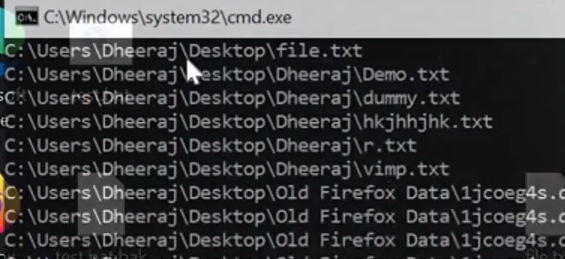 C:\Windows\system32\cmd.exe
C:\Users\Dheeraj\Desktop\file.txt
C:\Users\Dheeraj\Desktop\Dheeraj\Demo.txt
C:\Users\Dheeraj\Desktop\Dheeraj\dummy.txt
C:\Users\Dheeraj\Desktop\Dheeraj\hkjhhjhk.txt
C:\Users\Dheeraj\Desktop\Dheeraj\r.txt
C:\Users\Dheeraj\Desktop\Dheeraj\vimp.txt
C:\Users\Dheeraj\Desktop\Old Firefox Data\1jcoeg4s.d
C:\Users\Dheeraj\Desktop\Old Firefox Data\1jcoeg4s.d
C:\Users\Dheeraj\Desktop\Old Firefox Data\1jcoeg4s.d